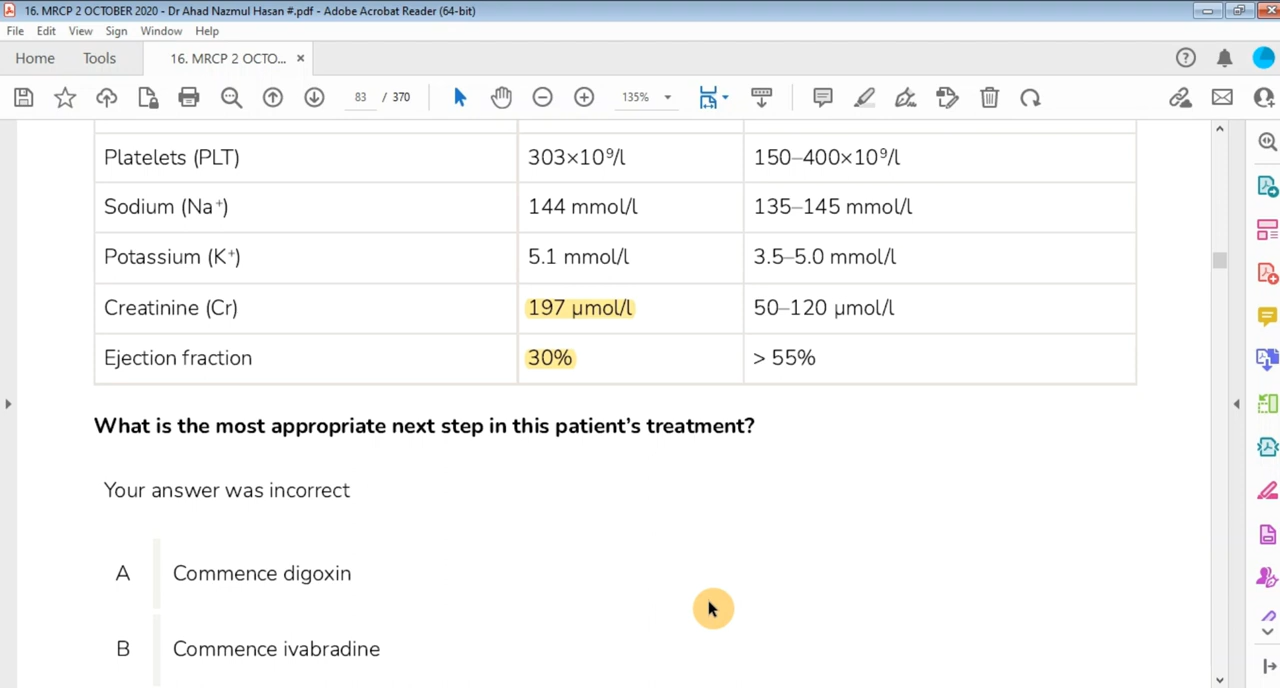 16. MRCP 2 OCTOBER 2020 - Dr Ahad Nazmul Hasan #.pdf - Adobe Acrobat Reader (64-bit)
File Edit View Sign Window Help
Home Tools 16. MRCP 2 OCTO... ×
83 / 370 135%
Platelets (PLT) 303×10⁹/l 150–400×10⁹/l
Sodium (Na⁺) 144 mmol/l 135–145 mmol/l
Potassium (K⁺) 5.1 mmol/l 3.5–5.0 mmol/l
Creatinine (Cr) 197 µmol/l 50–120 µmol/l
Ejection fraction 30% > 55%
What is the most appropriate next step in this patient’s treatment?
Your answer was incorrect
A Commence digoxin
B Commence ivabradine